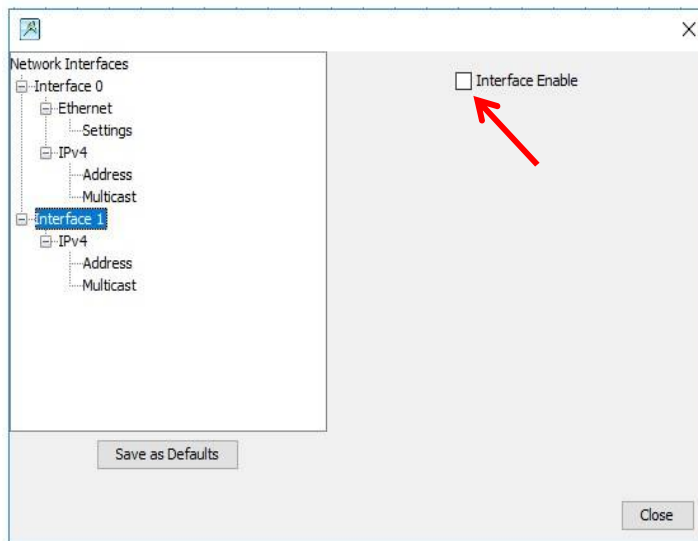 Network Interfaces
Interface 0
Ethernet
Settings
IPv4
Address
Multicast
Interface 1
IPv4
Address
Multicast
Interface Enable
Save as Defaults
Close